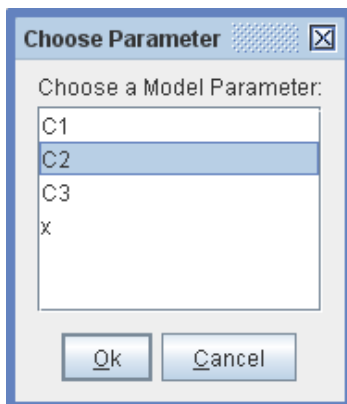 Choose Parameter
Choose a Model Parameter:
C1
C2
C3
x
Ok Cancel